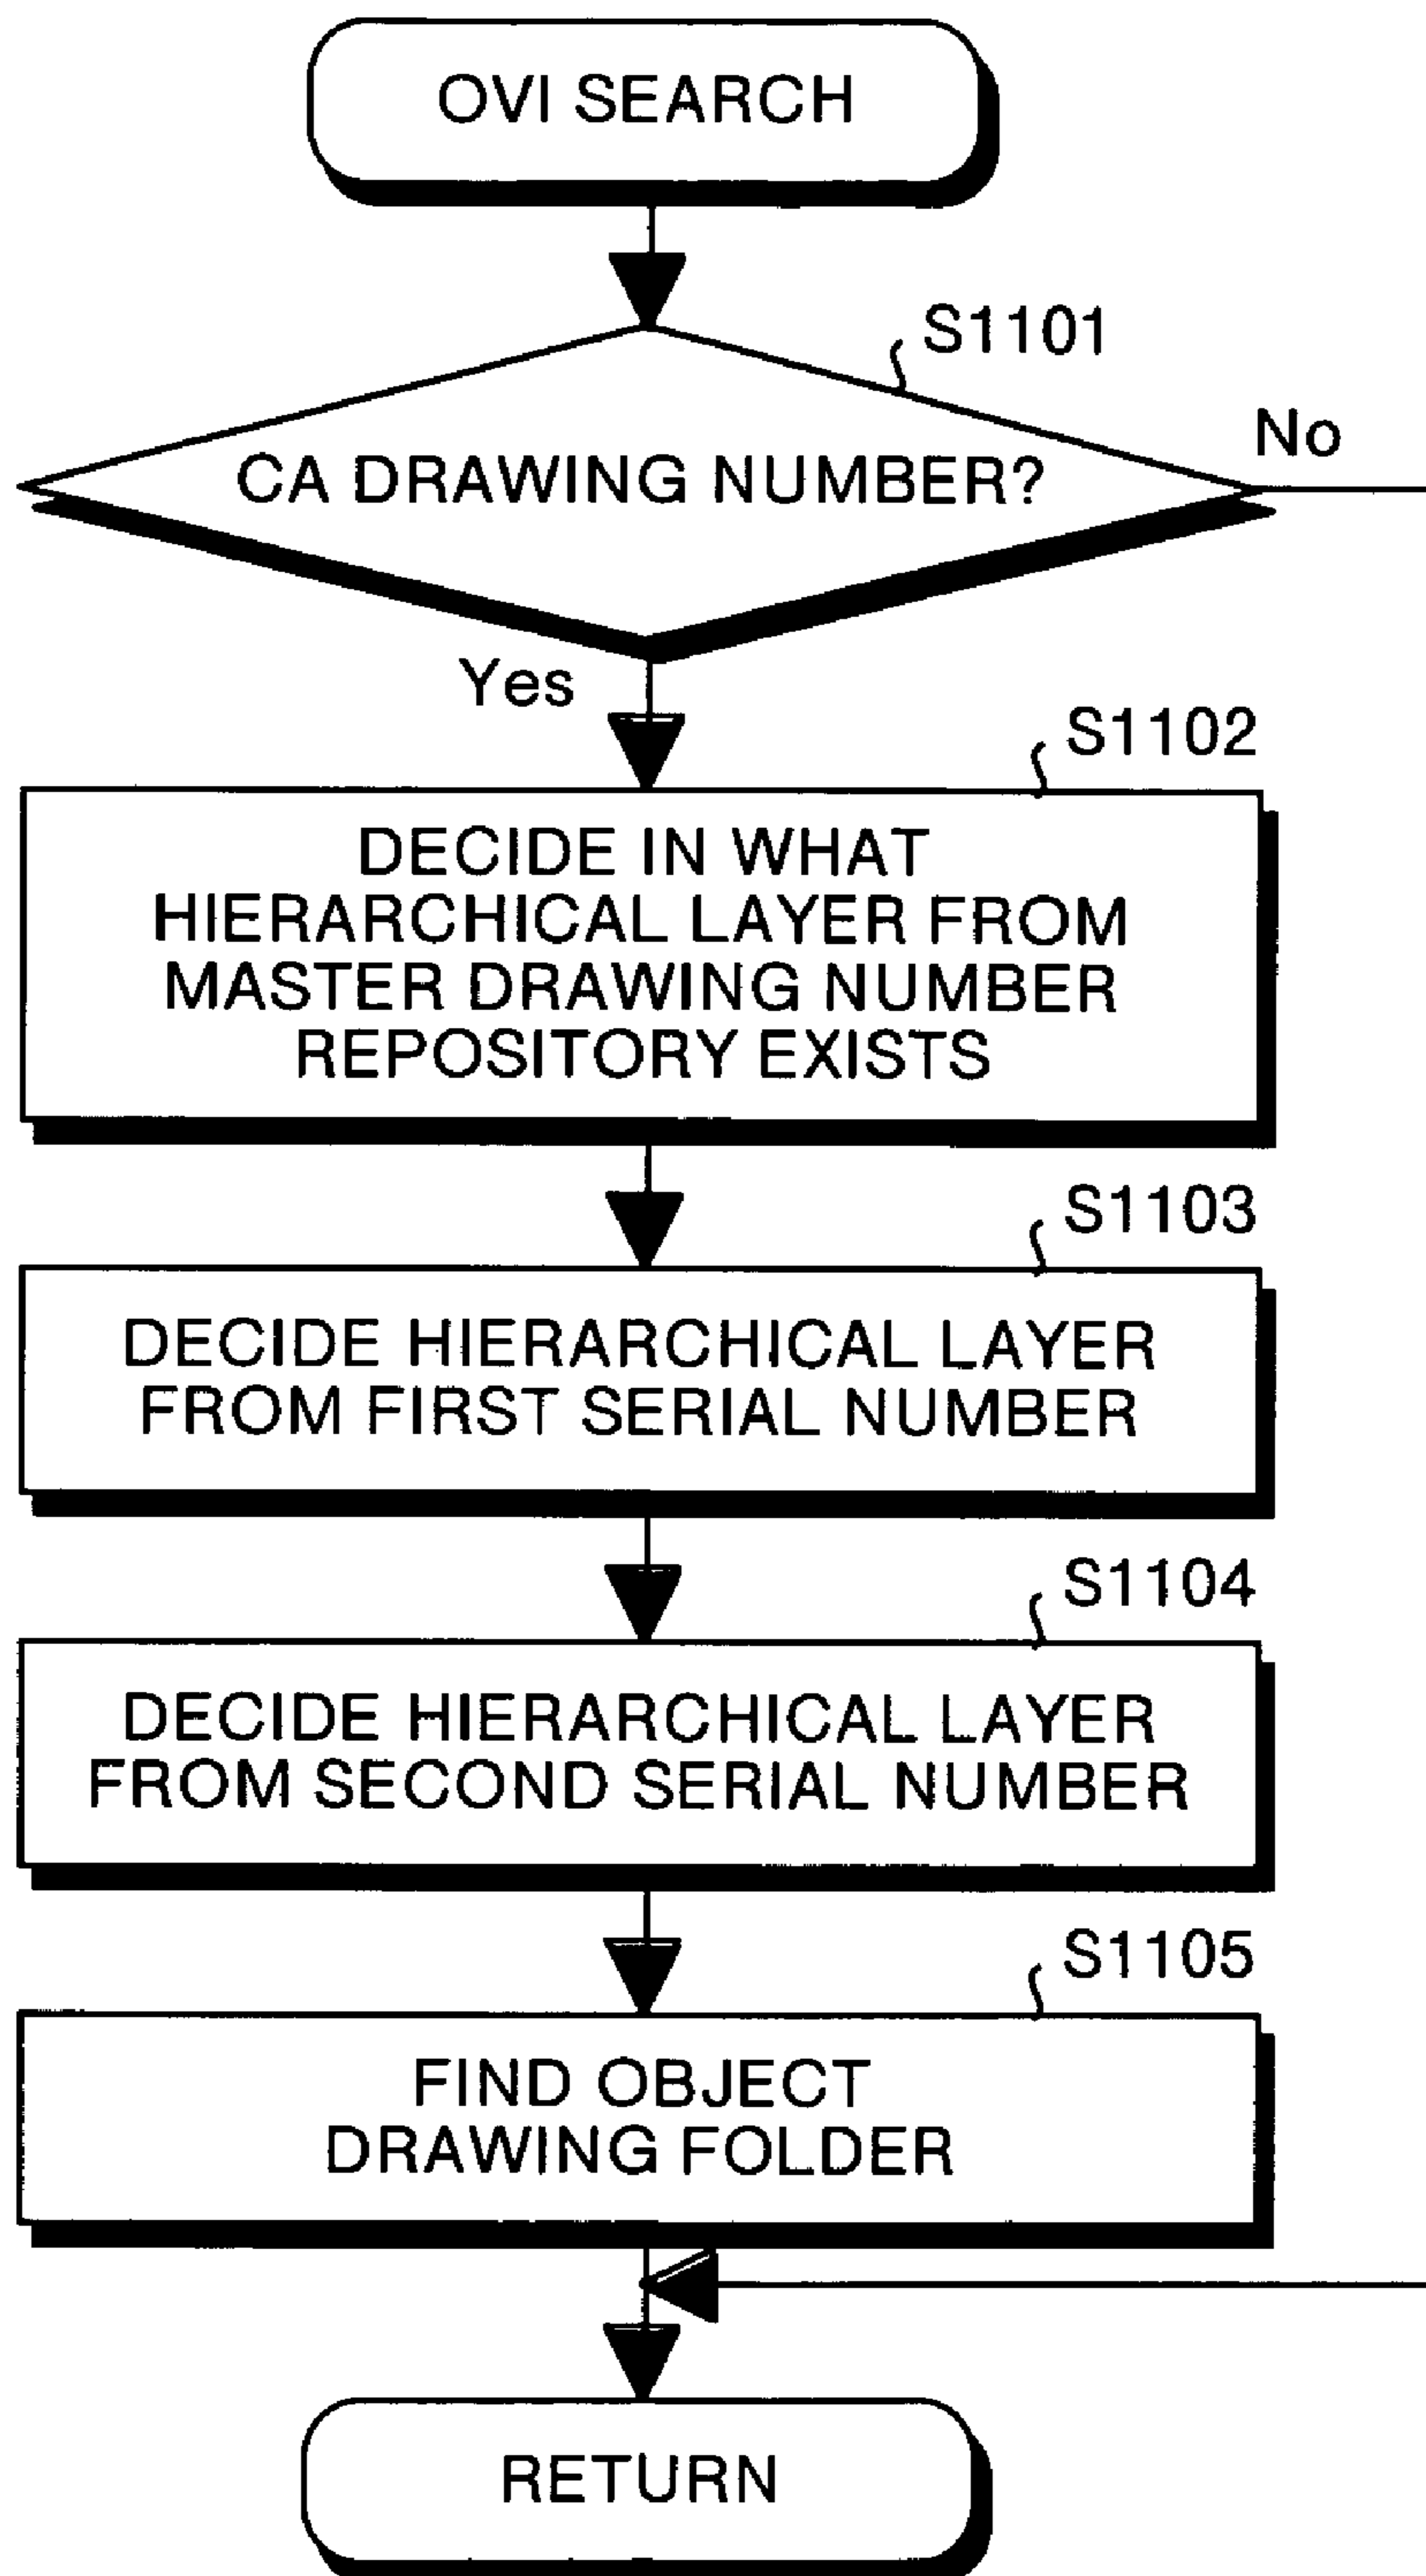 OVI SEARCH
S1101
No
CA DRAWING NUMBER?
Yes
S1102
DECIDE IN WHAT
HIERARCHICAL LAYER FROM
MASTER DRAWING NUMBER
REPOSITORY EXISTS
S1103
DECIDE HIERARCHICAL LAYER
FROM FIRST SERIAL NUMBER
S1104
DECIDE HIERARCHICAL LAYER
FROM SECOND SERIAL NUMBER
S1105
FIND OBJECT
DRAWING FOLDER
RETURN